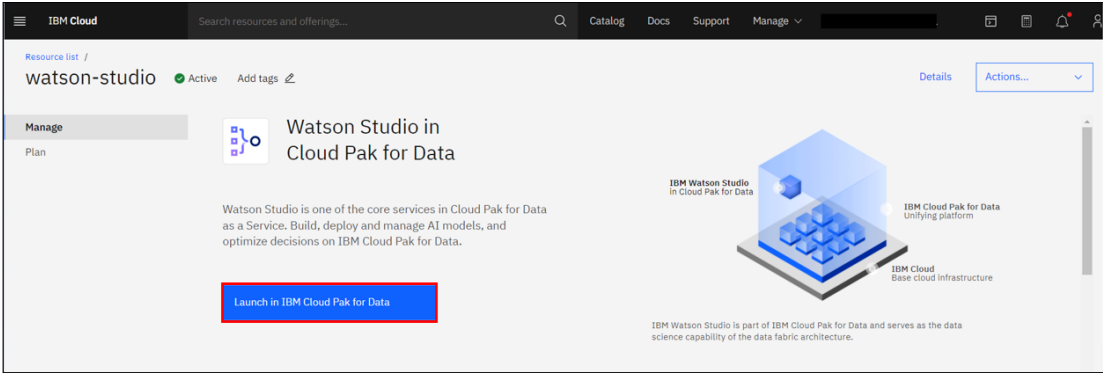 IBM Cloud
Search resources and offerings...
Catalog
Docs
Support
Manage
Resource list /
watson-studio
Active
Add tags
Details
Actions...
Manage
Plan
Watson Studio in
Cloud Pak for Data
Watson Studio is one of the core services in Cloud Pak for Data
as a Service. Build, deploy and manage AI models, and
optimize decisions on IBM Cloud Pak for Data.
Launch in IBM Cloud Pak for Data
IBM Watson Studio
in Cloud Pak for Data
IBM Cloud Pak for Data
Unifying platform
IBM Cloud
Base cloud infrastructure
IBM Watson Studio is part of IBM Cloud Pak for Data and serves as the data
science capability of the data fabric architecture.